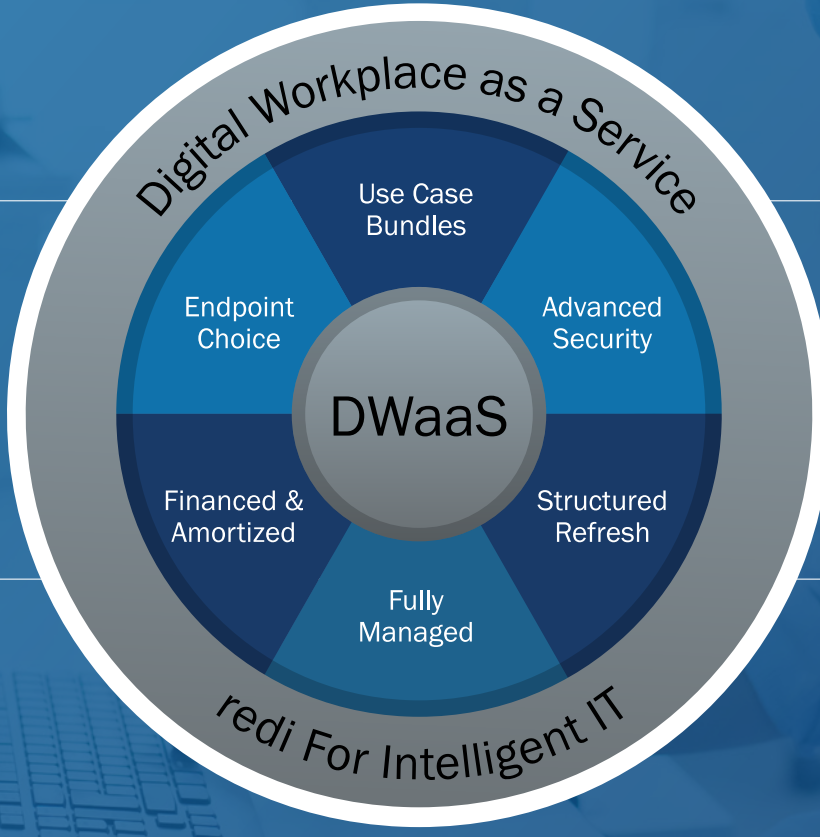 Digital Workplace as a Service
Use Case
Bundles
Endpoint
Choice
Advanced
Security
DWaaS
Financed &
Amortized
Structured
Refresh
Fully
Managed
redi For Intelligent IT